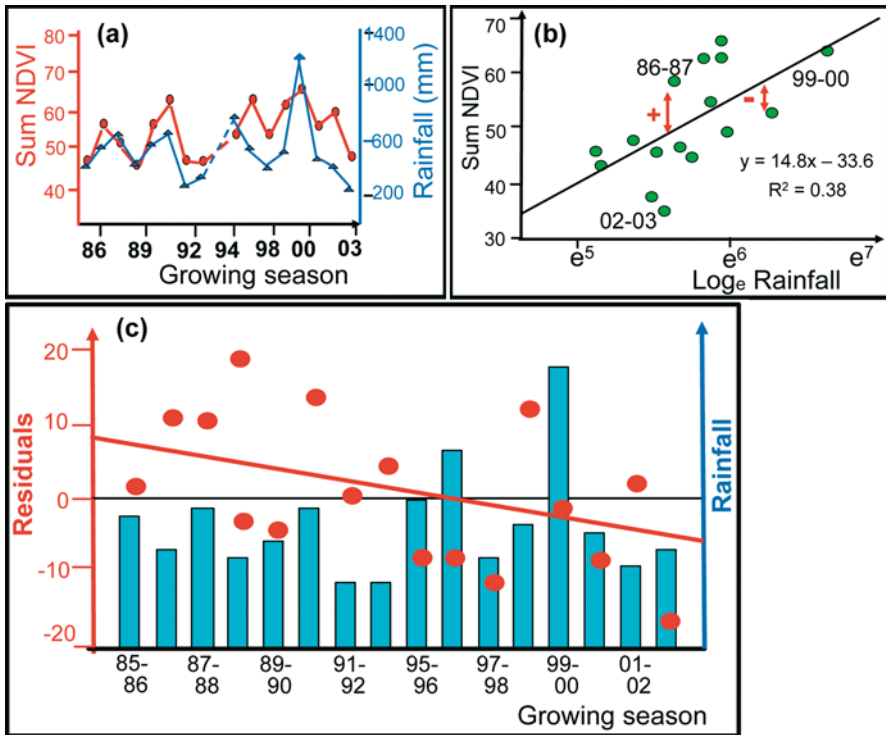 (a)
Sum NDVI
80
70
60
50
40
1400
1000
600
200
Rainfall (mm)
86 89 92 94 98 00 03
Growing season
(b)
Sum NDVI
70
60
50
40
30
86-87
99-00
+
-
y = 14.8x – 33.6
R² = 0.38
02-03
e⁵ e⁶ e⁷
Logₑ Rainfall
(c)
Residuals
20
10
0
-10
-20
Rainfall
85- 87- 89- 91- 95- 97- 99- 01-
86 88 90 92 96 98 00 02
Growing season